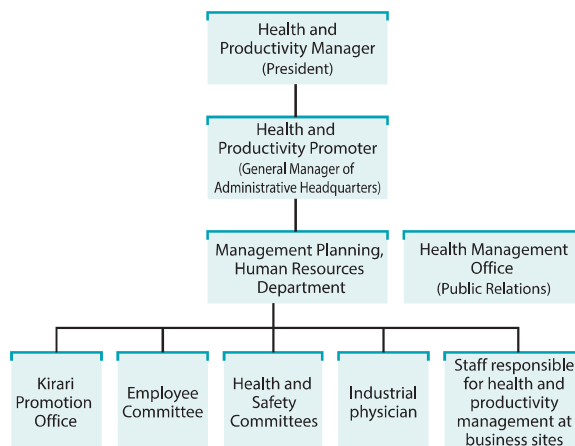 Health and
Productivity Manager
(President)
Health and
Productivity Promoter
(General Manager of
Administrative Headquarters)
Management Planning,
Human Resources
Department
Health Management
Office
(Public Relations)
Kirari
Promotion
Office
Employee
Committee
Health and
Safety
Committees
Industrial
physician
Staff responsible
for health and
productivity
management at
business sites